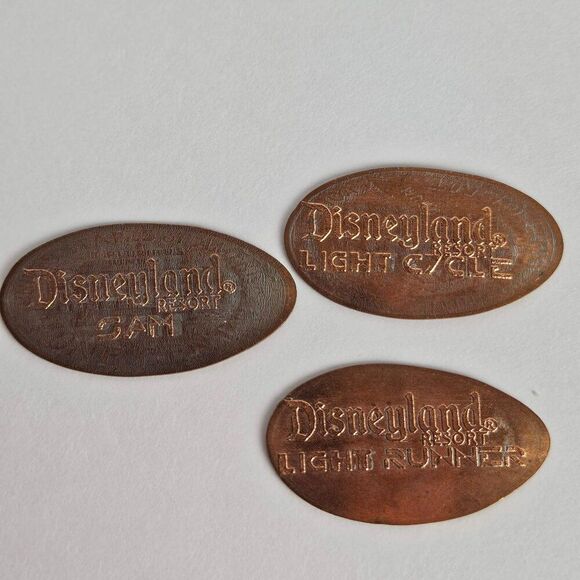 Disneyland®
RESORT
SAM
Disneyland®
RESORT
LIGHT CYCLE
Disneyland®
RESORT
LIGHT RUNNER